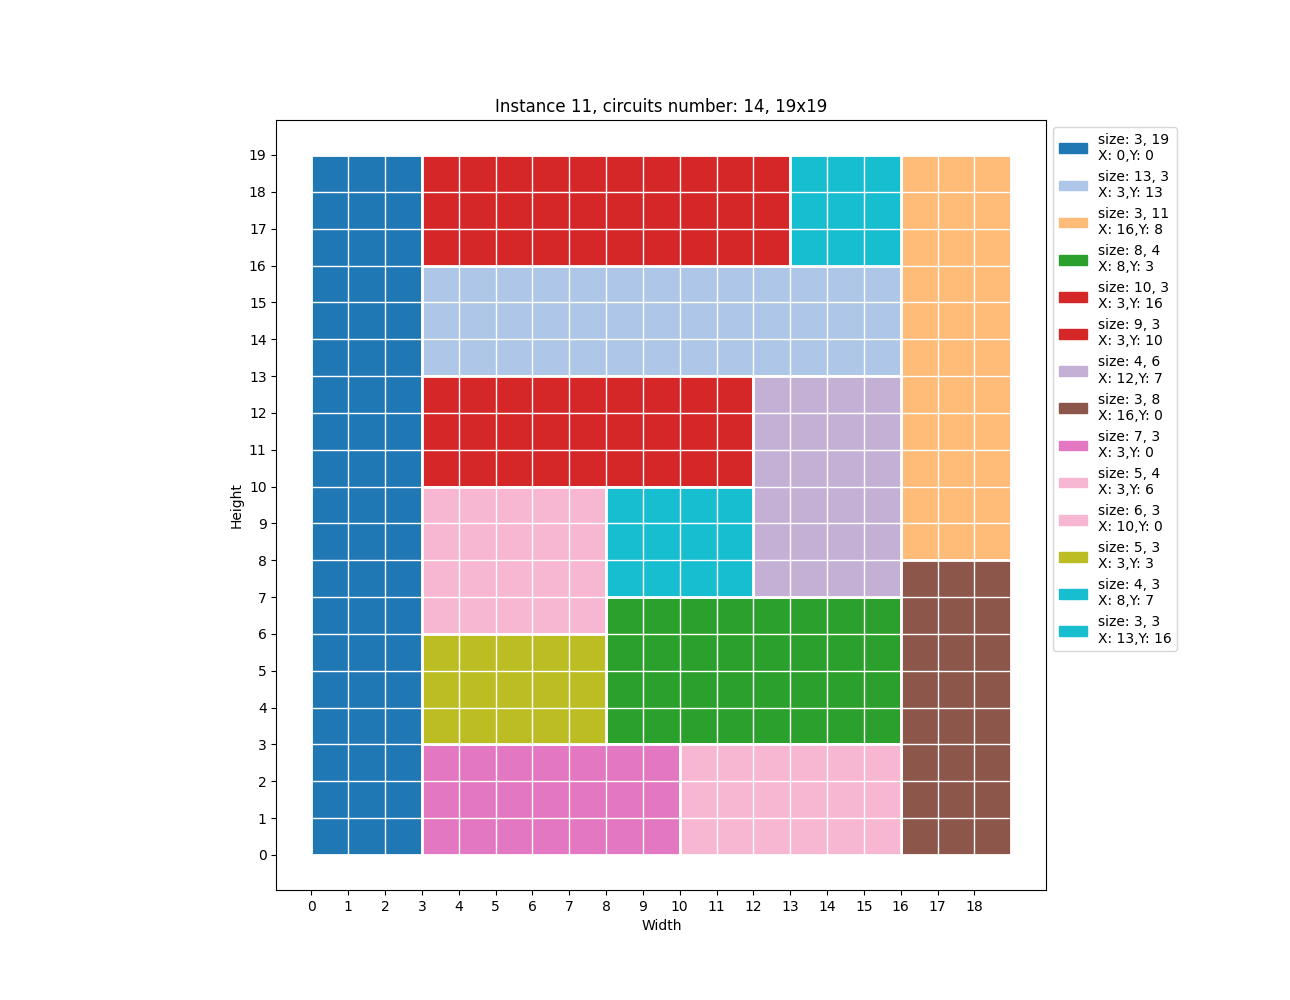 Instance 11, circuits number: 14, 19x19
19
18
17
16
15
14
13
12
11
10
9
8
7
6
5
4
3
2
1
0
Height
0 1 2 3 4 5 6 7 8 9 10 11 12 13 14 15 16 17 18
Width
size: 3, 19
X: 0,Y: 0
size: 13, 3
X: 3,Y: 13
size: 3, 11
X: 16,Y: 8
size: 8, 4
X: 8,Y: 3
size: 10, 3
X: 3,Y: 16
size: 9, 3
X: 3,Y: 10
size: 4, 6
X: 12,Y: 7
size: 3, 8
X: 16,Y: 0
size: 7, 3
X: 3,Y: 0
size: 5, 4
X: 3,Y: 6
size: 6, 3
X: 10,Y: 0
size: 5, 3
X: 3,Y: 3
size: 4, 3
X: 8,Y: 7
size: 3, 3
X: 13,Y: 16